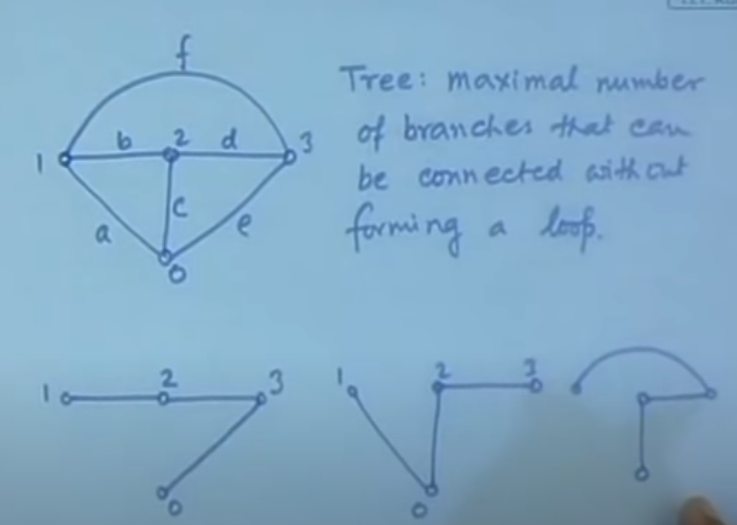 f
Tree: maximal number
of branches that can
be connected without
forming a loop.
1 b 2 d 3
a c e
0
1 2 3
0
1 2 3
0